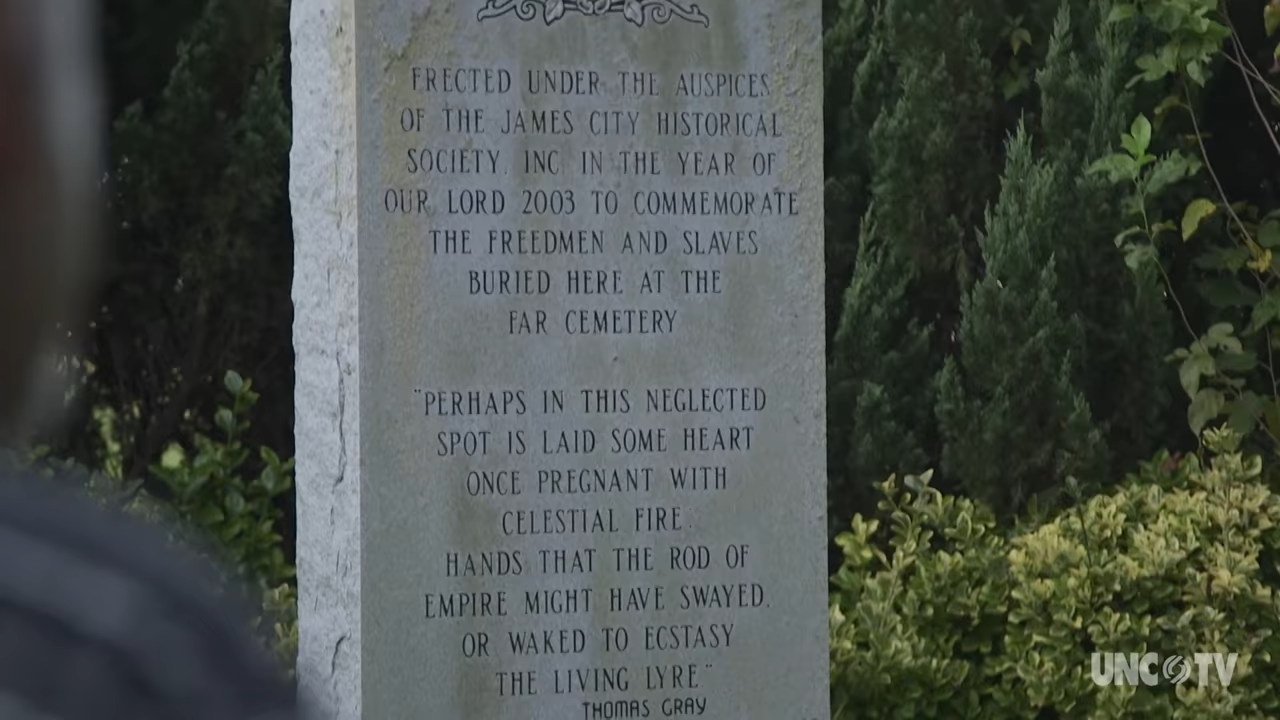 ERECTED UNDER THE AUSPICES
OF THE JAMES CITY HISTORICAL
SOCIETY, INC. IN THE YEAR OF
OUR LORD 2003 TO COMMEMORATE
THE FREEDMEN AND SLAVES
BURIED HERE AT THE
FAR CEMETERY
"PERHAPS IN THIS NEGLECTED
SPOT IS LAID SOME HEART
ONCE PREGNANT WITH
CELESTIAL FIRE:
HANDS THAT THE ROD OF
EMPIRE MIGHT HAVE SWAYED,
OR WAKED TO ECSTASY
THE LIVING LYRE"
THOMAS GRAY
UNC TV